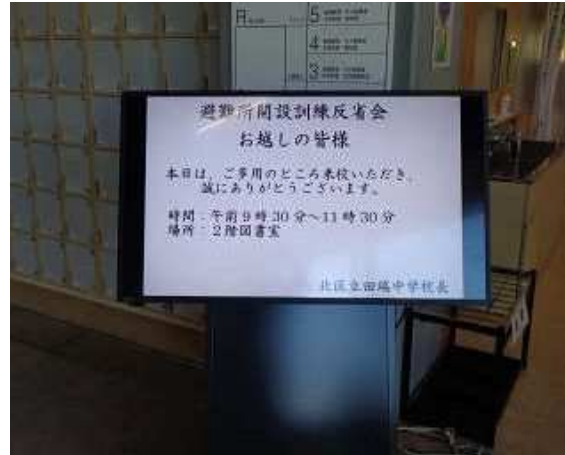 R
5
4
3
避難所開設訓練反省会
お越しの皆様
本日は、ご多用のところ来校いただき、
誠にありがとうございます。
時間：午前9時30分～11時30分
場所：2階図書室
北区立田端中学校長